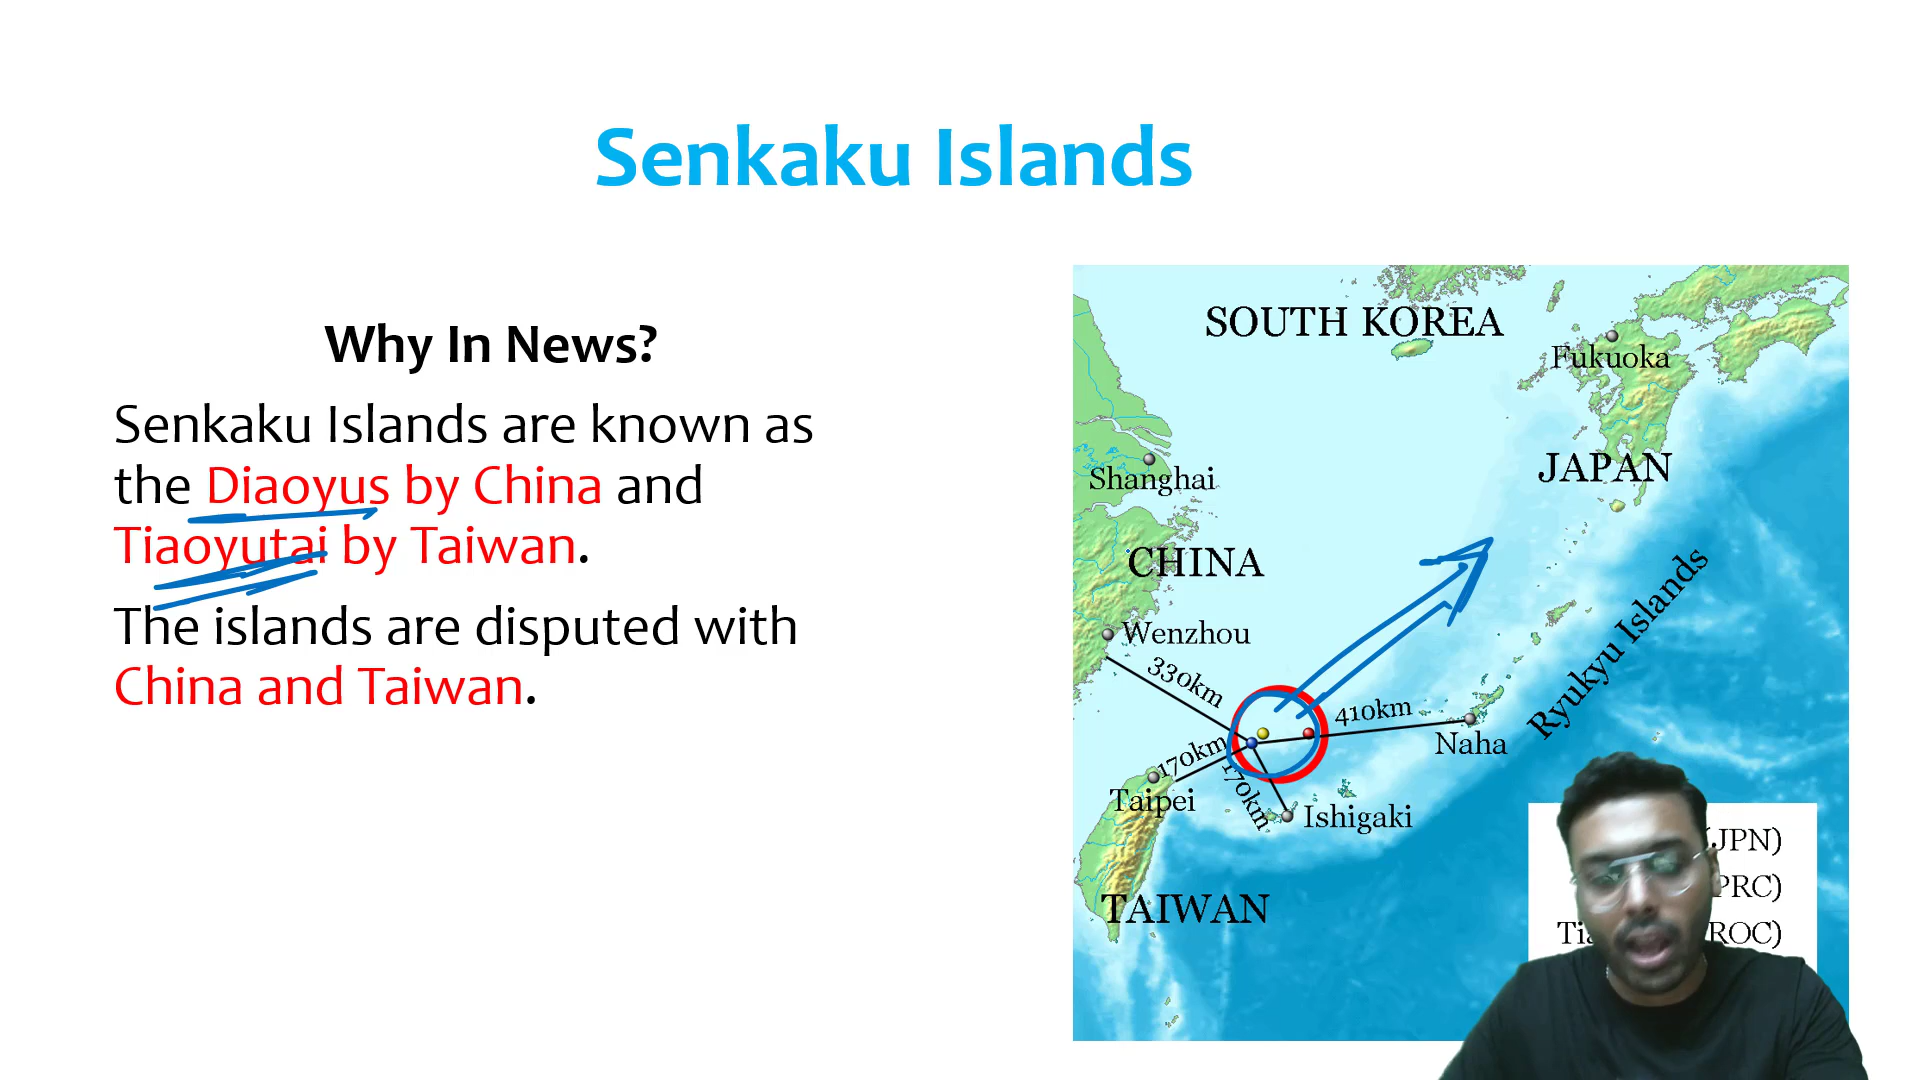 Senkaku Islands
Why In News?
Senkaku Islands are known as
the Diaoyus by China and
Tiaoyutai by Taiwan.
The islands are disputed with
China and Taiwan.
SOUTH KOREA
Fukuoka
JAPAN
Shanghai
CHINA
Wenzhou
330km
410km
Ryukyu Islands
Naha
170km
170km
Taipei
Ishigaki
TAIWAN
JPN)
PRC)
ROC)